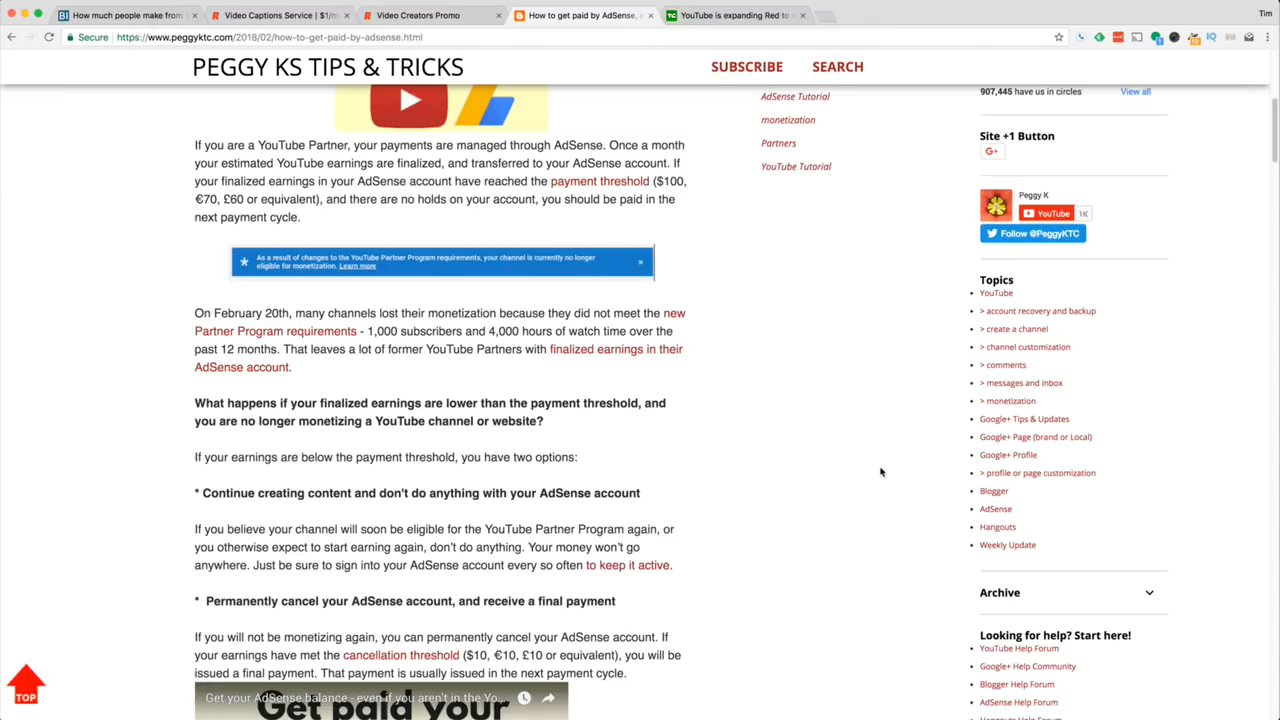 How much people make from
Video Captions Service | $1/m
Video Creators Promo
How to get paid by AdSense,
YouTube is expanding Red to
Tim
Secure
https://www.peggyktc.com/2018/02/how-to-get-paid-by-adsense.html
PEGGY KS TIPS & TRICKS
SUBSCRIBE
SEARCH
If you are a YouTube Partner, your payments are managed through AdSense. Once a month
your estimated YouTube earnings are finalized, and transferred to your AdSense account. If
your finalized earnings in your AdSense account have reached the payment threshold ($100,
€70, £60 or equivalent), and there are no holds on your account, you should be paid in the
next payment cycle.
As a result of changes to the YouTube Partner Program requirements, your channel is currently no longer
eligible for monetization. Learn more
On February 20th, many channels lost their monetization because they did not meet the new
Partner Program requirements - 1,000 subscribers and 4,000 hours of watch time over the
past 12 months. That leaves a lot of former YouTube Partners with finalized earnings in their
AdSense account.
What happens if your finalized earnings are lower than the payment threshold, and
you are no longer monetizing a YouTube channel or website?
If your earnings are below the payment threshold, you have two options:
* Continue creating content and don't do anything with your AdSense account
If you believe your channel will soon be eligible for the YouTube Partner Program again, or
you otherwise expect to start earning again, don't do anything. Your money won't go
anywhere. Just be sure to sign into your AdSense account every so often to keep it active.
* Permanently cancel your AdSense account, and receive a final payment
If you will not be monetizing again, you can permanently cancel your AdSense account. If
your earnings have met the cancellation threshold ($10, €10, £10 or equivalent), you will be
issued a final payment. That payment is usually issued in the next payment cycle.
Get your AdSense balance - even if you aren't in the Yo...
TOP
AdSense Tutorial
monetization
Partners
YouTube Tutorial
907,445 have us in circles
View all
Site +1 Button
G+
Peggy K
YouTube
1K
Follow @PeggyKTC
Topics
YouTube
> account recovery and backup
> create a channel
> channel customization
> comments
> messages and inbox
> monetization
Google+ Tips & Updates
Google+ Page (brand or Local)
Google+ Profile
> profile or page customization
Blogger
AdSense
Hangouts
Weekly Update
Archive
Looking for help? Start here!
YouTube Help Forum
Google+ Help Community
Blogger Help Forum
AdSense Help Forum
Hangouts Help Forum